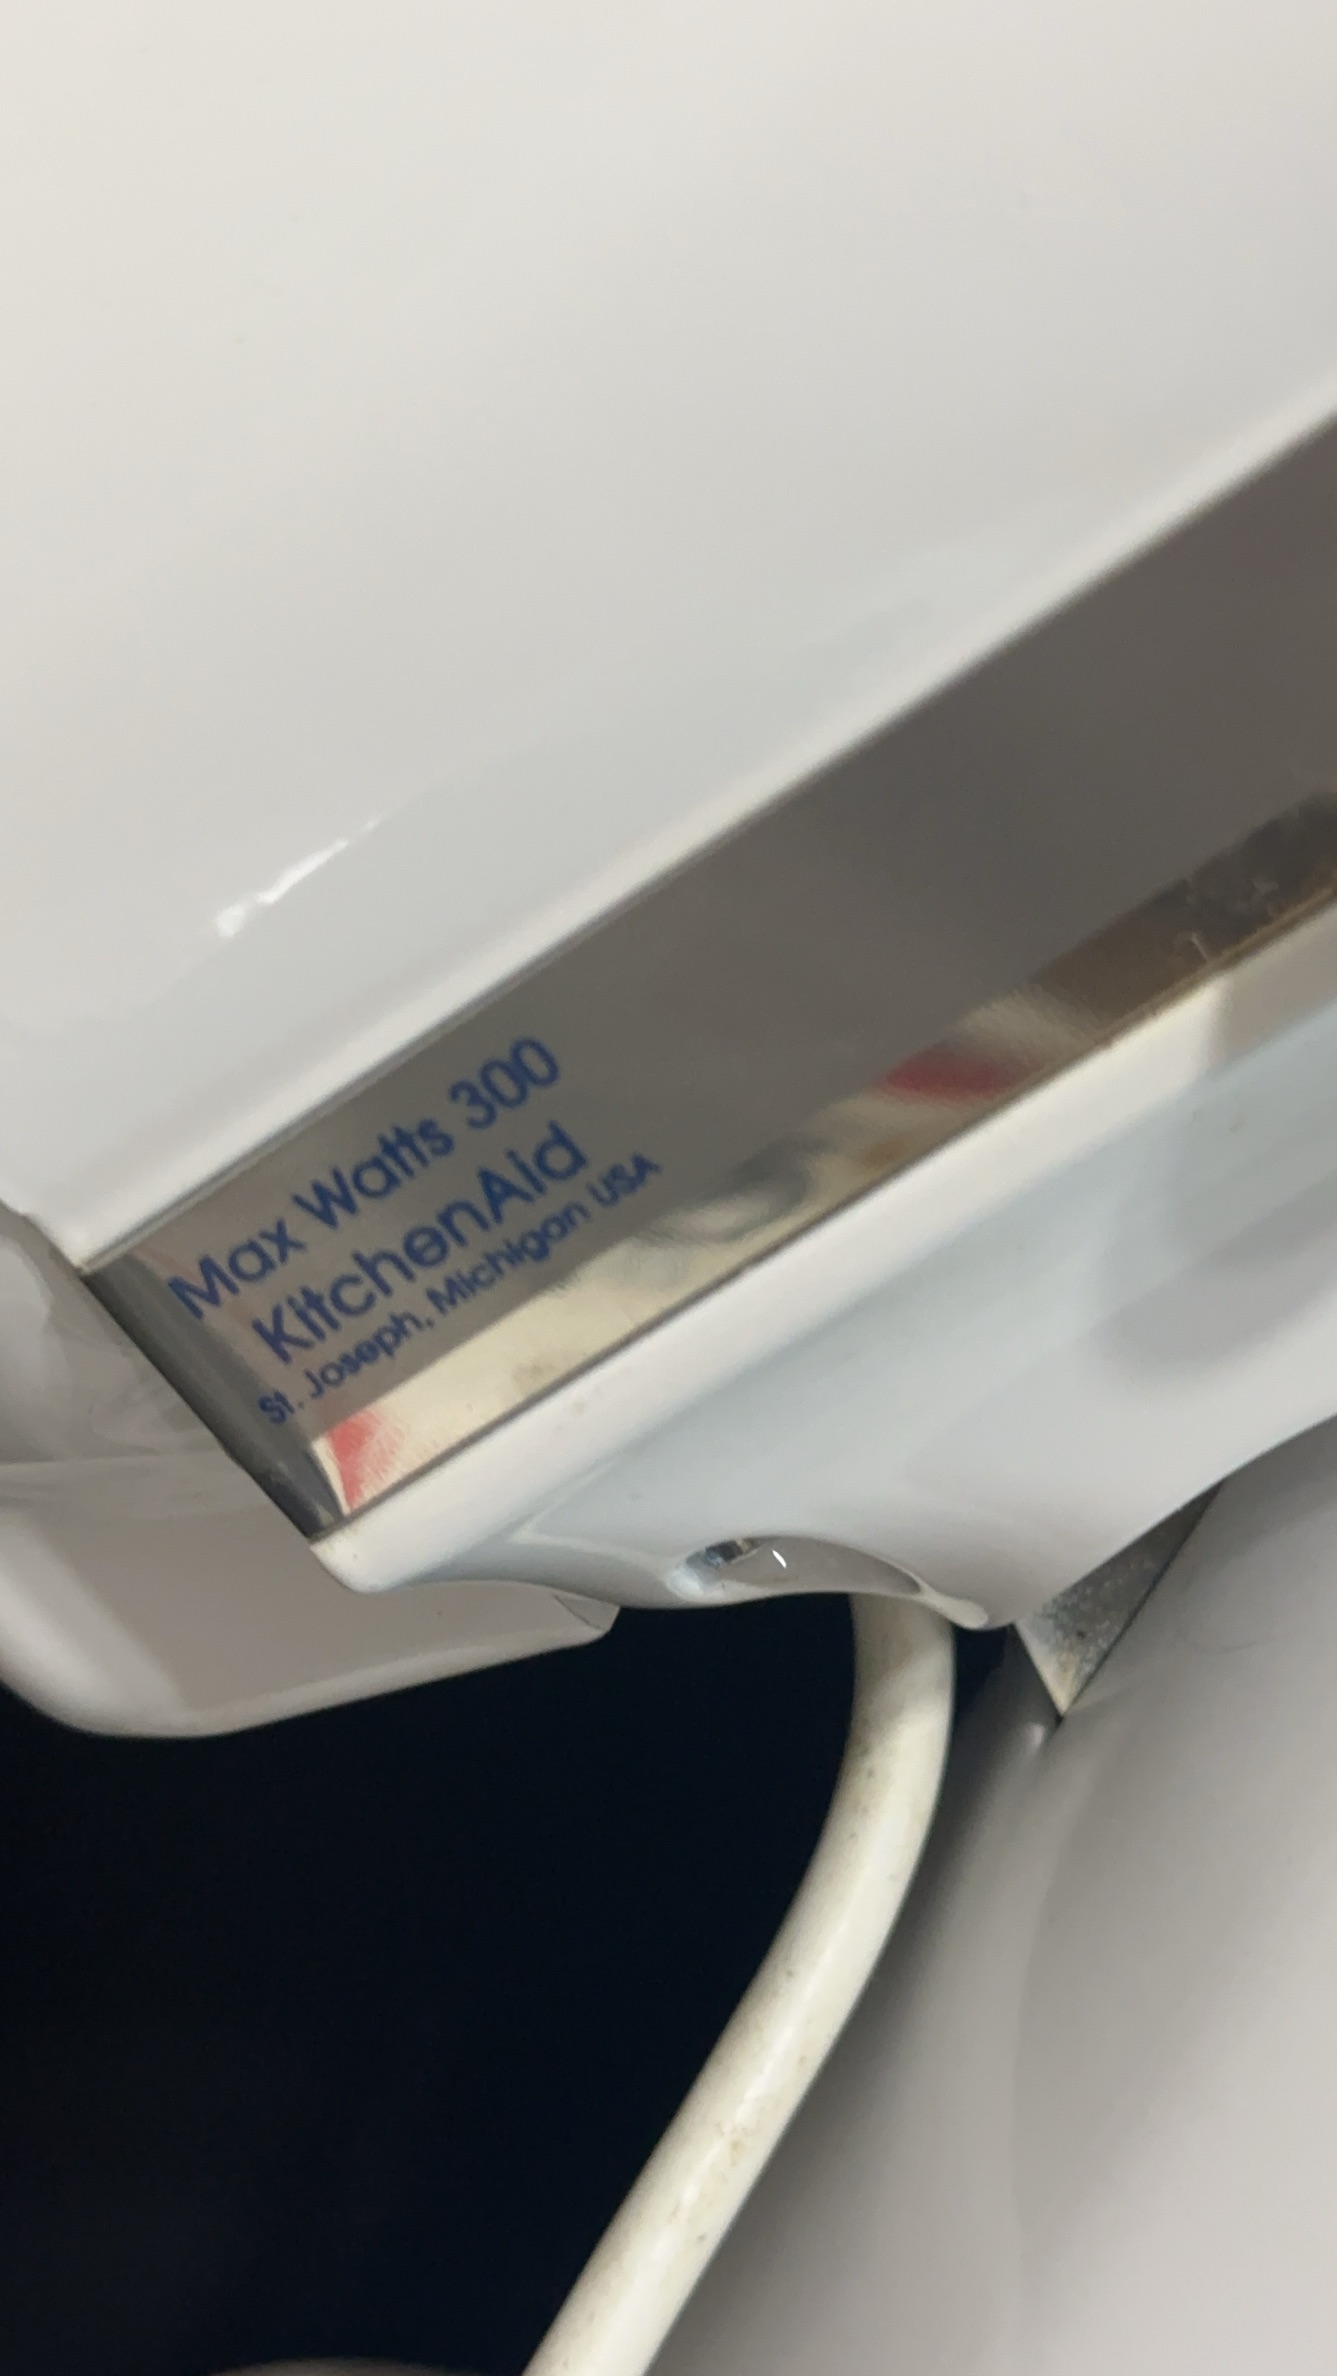 Max Watts 300
KitchenAid
St. Joseph, Michigan USA